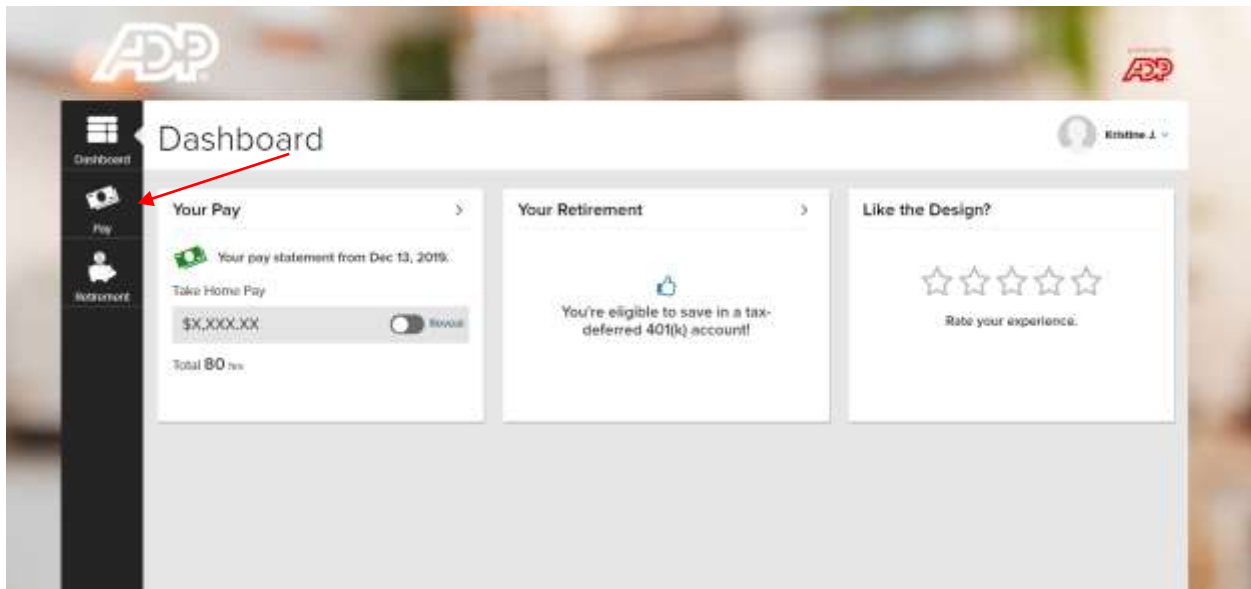 ADP
ADP
Dashboard
Dashboard
Kristine J.
Pay
Retirement
Your Pay
Your pay statement from Dec 13, 2019.
Take Home Pay
$X,XXX.XX
Reveal
Total 80 hrs
Your Retirement
You're eligible to save in a tax-
deferred 401(k) account!
Like the Design?
Rate your experience.